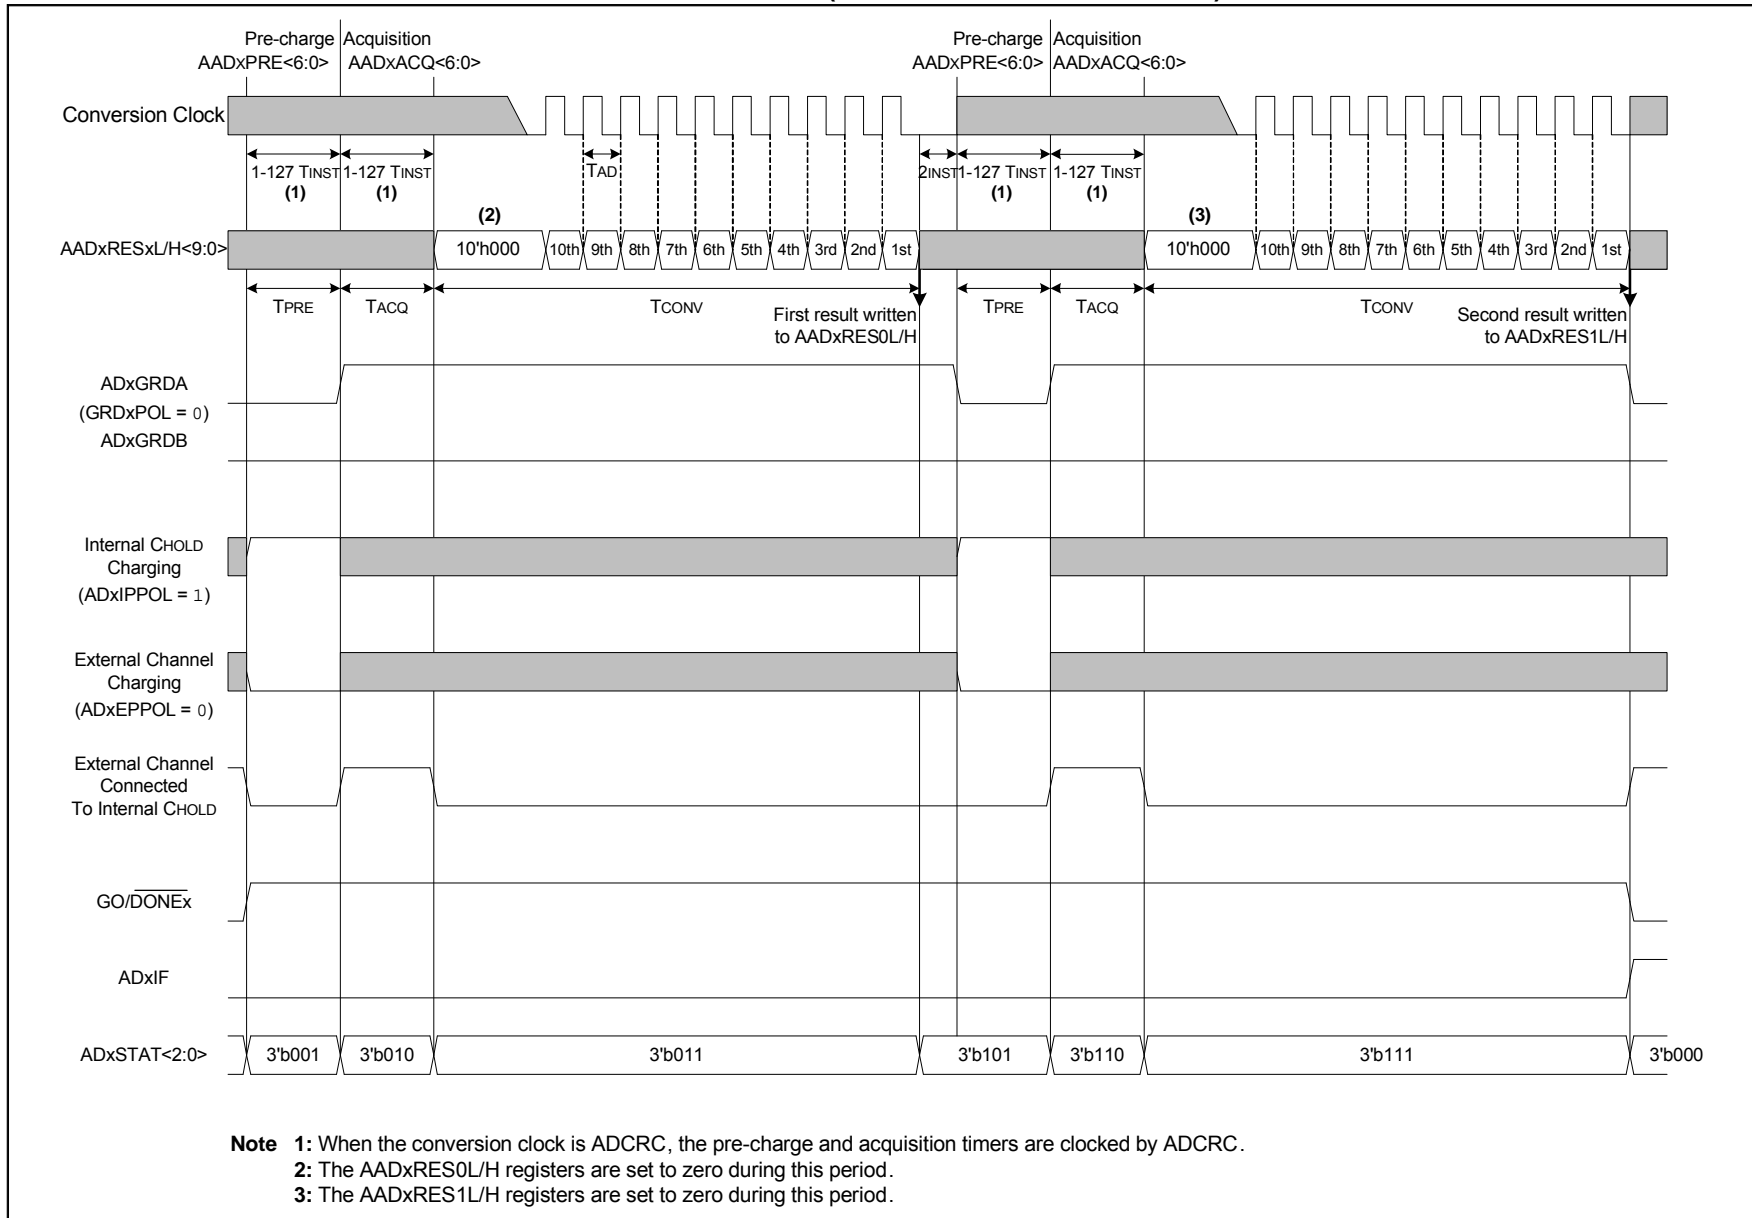 Pre-charge Acquisition Pre-charge Acquisition
AADxPRE<6:0> AADxACQ<6:0> AADxPRE<6:0> AADxACQ<6:0>
Conversion Clock
1-127 TINST 1-127 TINST TAD 2INST 1-127 TINST 1-127 TINST
(1) (1) (1) (1)
(2) (3)
AADxRESxL/H<9:0> 10'h000 10th 9th 8th 7th 6th 5th 4th 3rd 2nd 1st 10'h000 10th 9th 8th 7th 6th 5th 4th 3rd 2nd 1st
TPRE TACQ TCONV First result written TPRE TACQ TCONV Second result written
to AADxRES0L/H to AADxRES1L/H
ADxGRDA
(GRDxPOL = 0)
ADxGRDB
Internal CHOLD
Charging
(ADxIPPOL = 1)
External Channel
Charging
(ADxEPPOL = 0)
External Channel
Connected
To Internal CHOLD
GO/DONEx
ADxIF
ADxSTAT<2:0> 3'b001 3'b010 3'b011 3'b101 3'b110 3'b111 3'b000
Note 1: When the conversion clock is ADCRC, the pre-charge and acquisition timers are clocked by ADCRC.
2: The AADxRES0L/H registers are set to zero during this period.
3: The AADxRES1L/H registers are set to zero during this period.